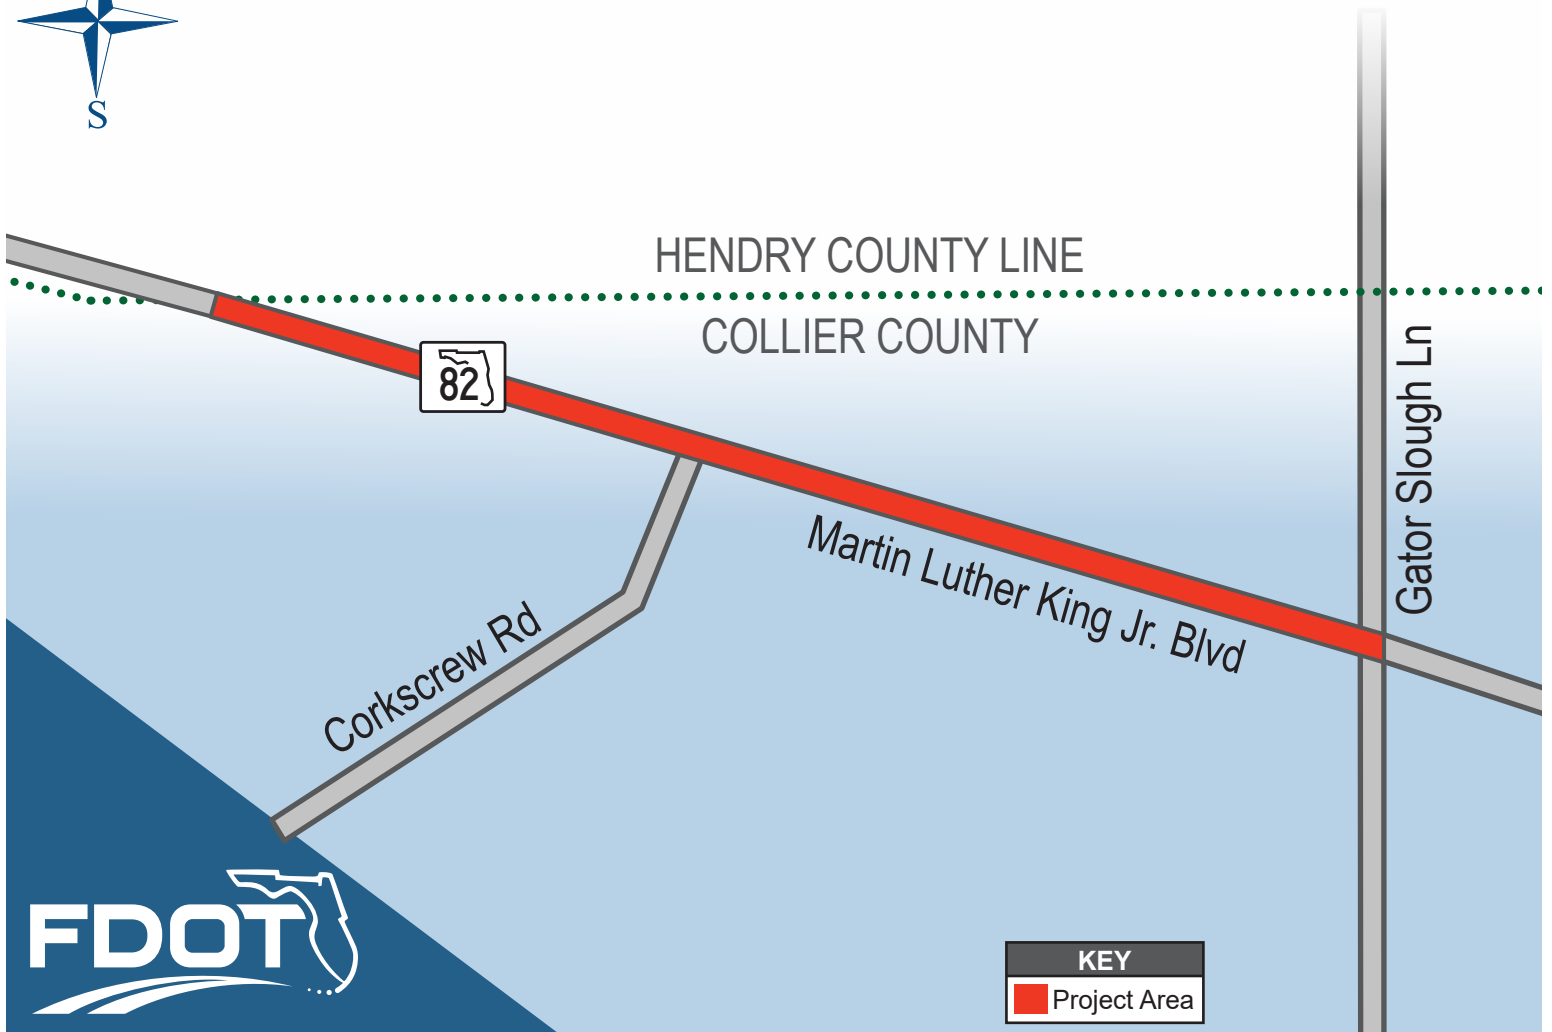 S
HENDRY COUNTY LINE
COLLIER COUNTY
82
Gator Slough Ln
Martin Luther King Jr. Blvd
Corkscrew Rd
FDOT
KEY
Project Area